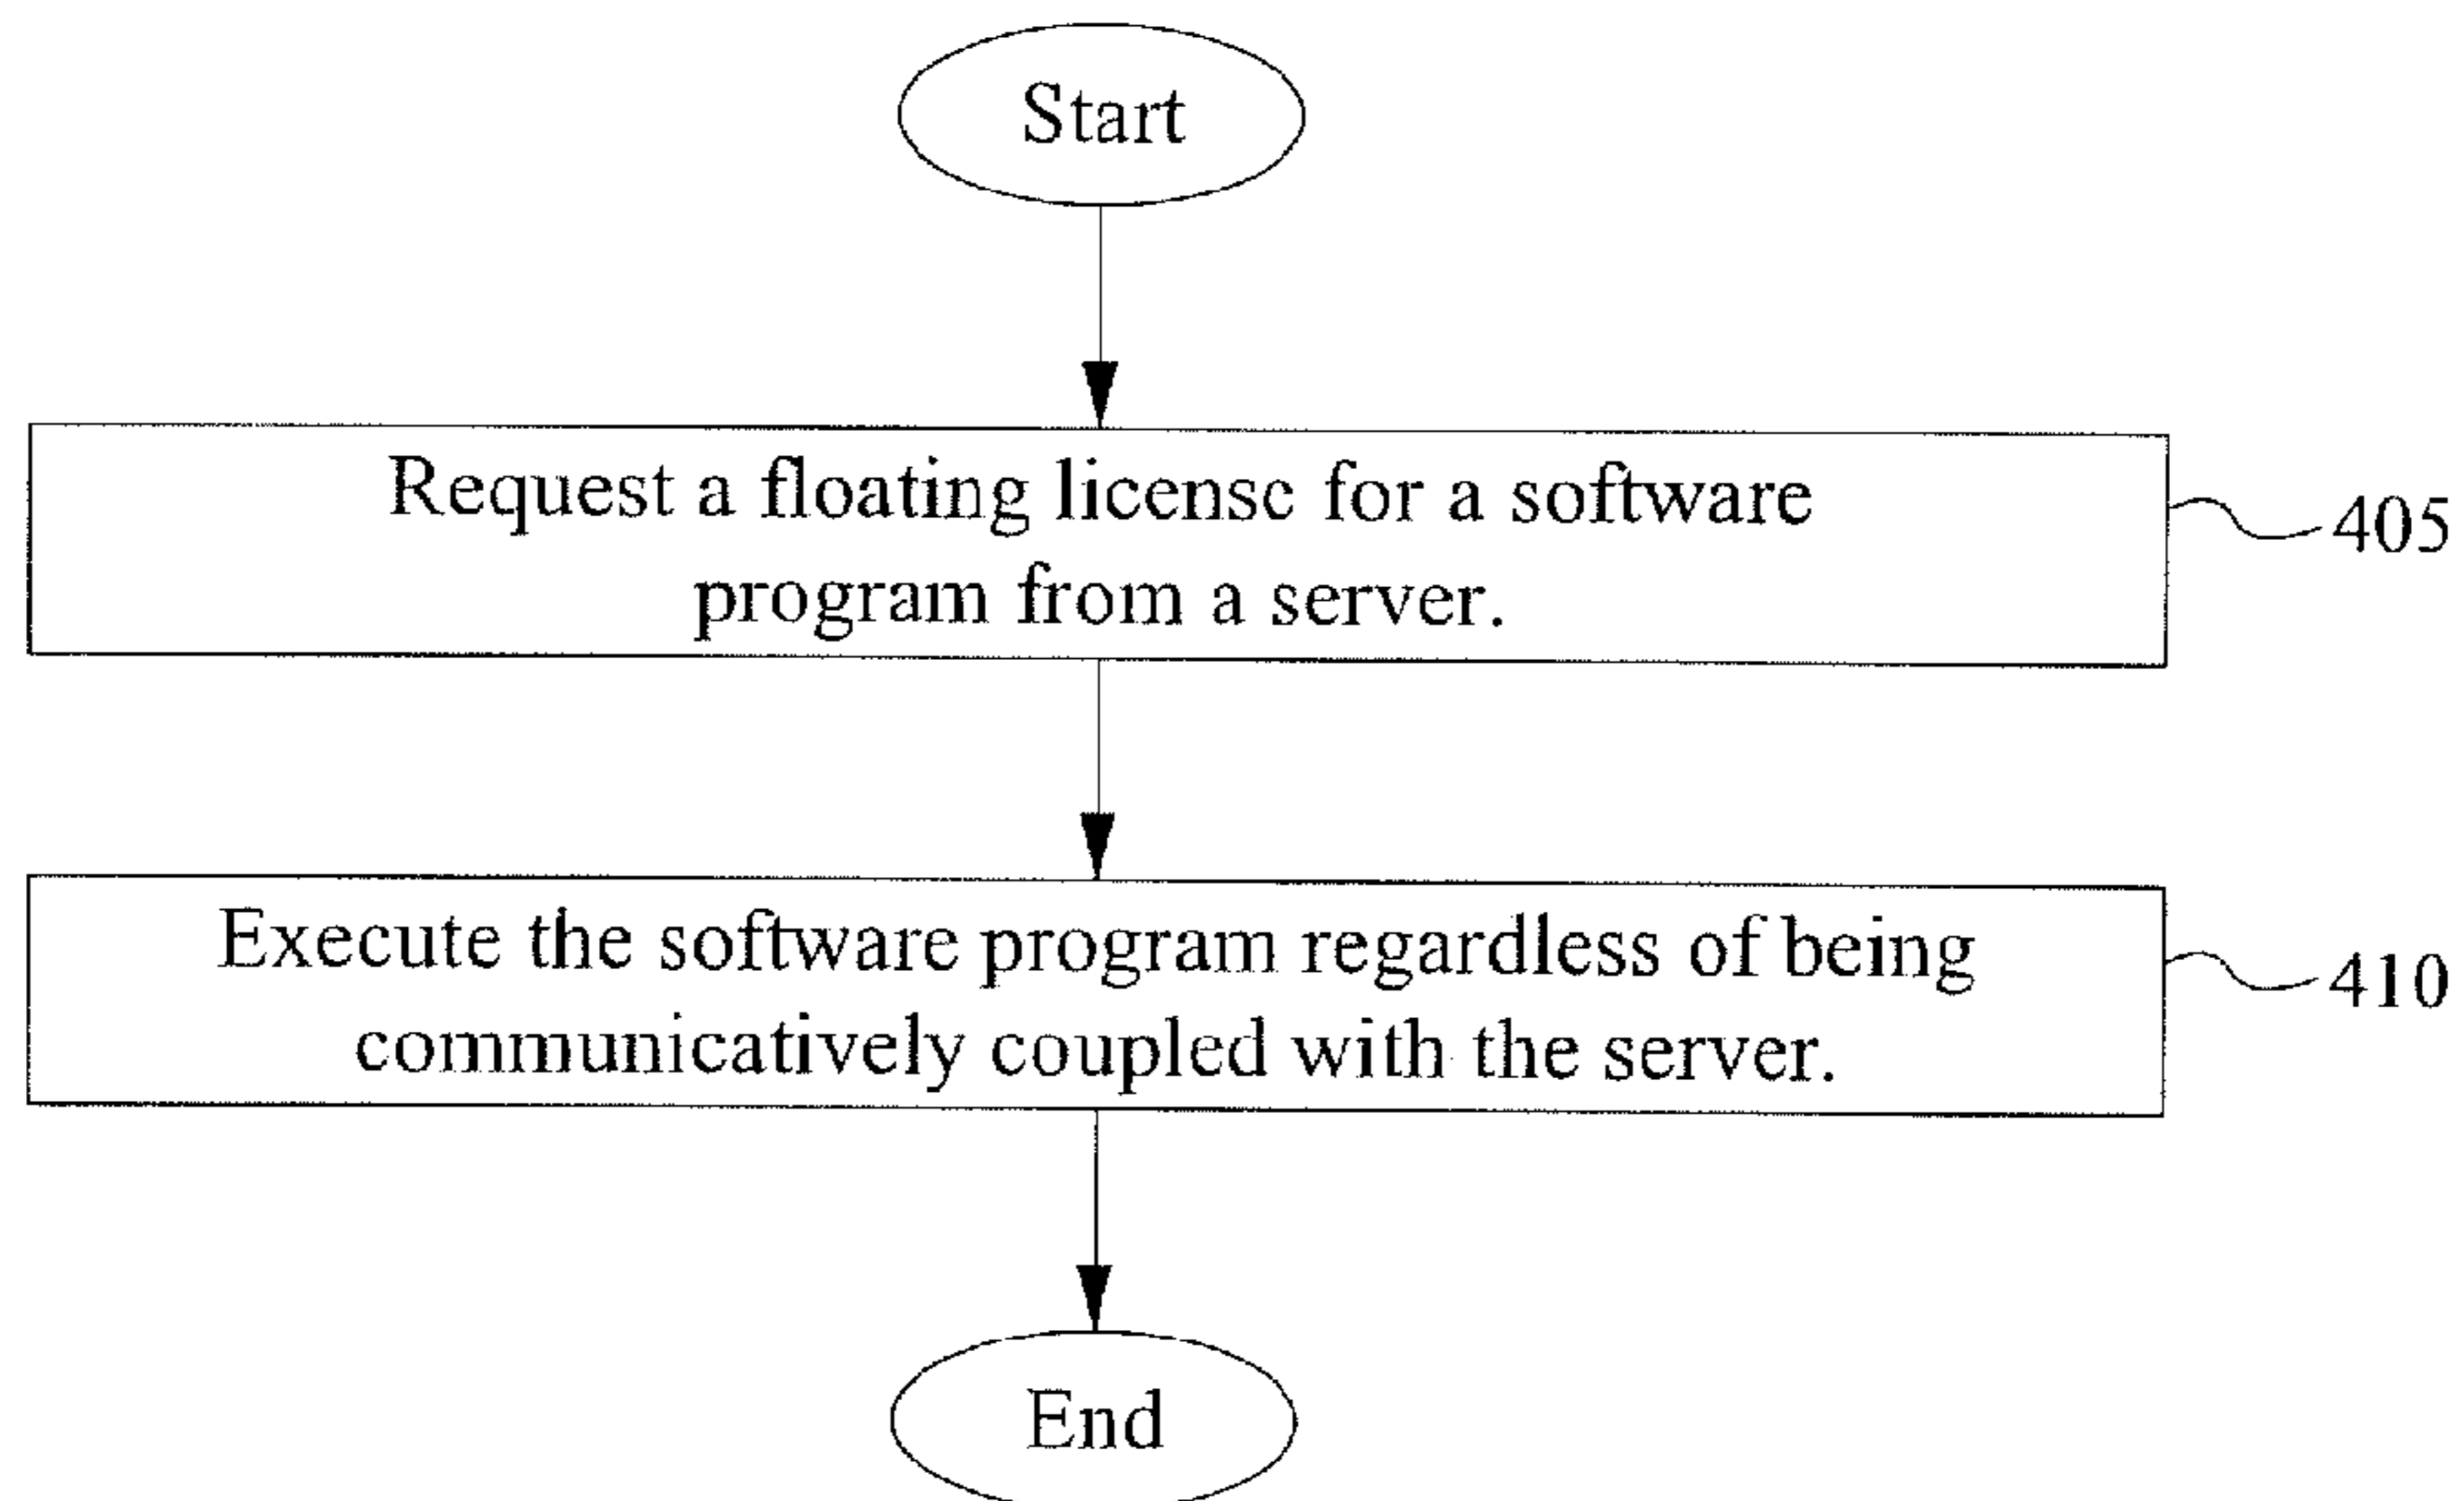 Start
Request a floating license for a software
program from a server.
405
Execute the software program regardless of being
communicatively coupled with the server.
410
End